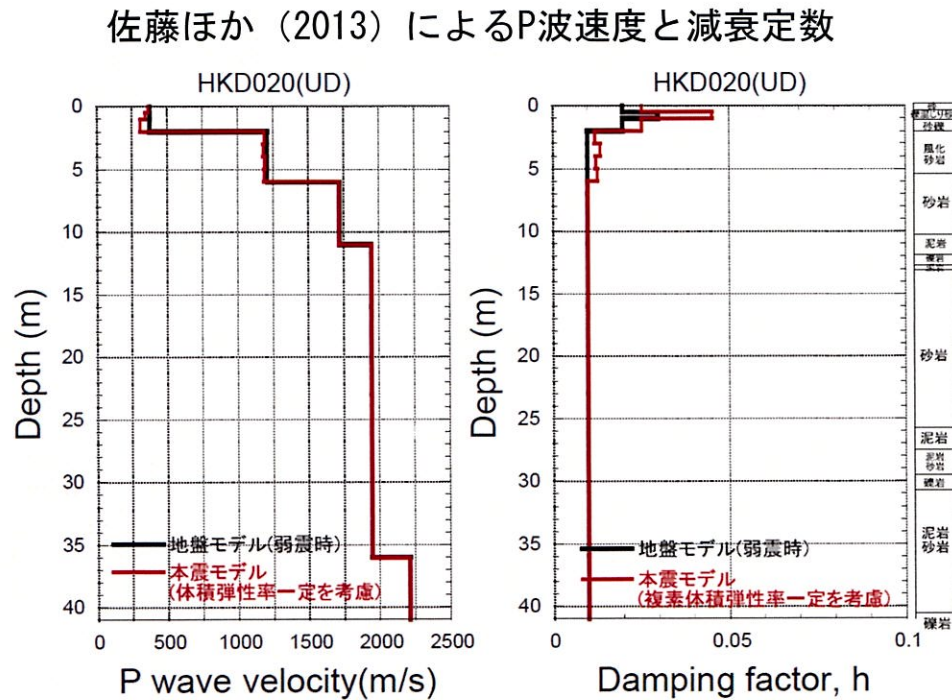 佐藤ほか（2013）によるP波速度と減衰定数
HKD020(UD)
0
5
10
15
20
25
30
35
40
Depth (m)
地盤モデル(弱震時)
本震モデル
(体積弾性率一定を考慮)
0 500 1000 1500 2000 2500
P wave velocity(m/s)
HKD020(UD)
0
5
10
15
20
25
30
35
40
Depth (m)
地盤モデル(弱震時)
本震モデル
(複素体積弾性率一定を考慮)
0 0.05 0.1
Damping factor, h
砂礫
風化
砂岩
砂岩
泥岩
礫岩
泥岩
砂岩
泥岩
泥岩
砂岩
礫岩
泥岩
砂岩
礫岩